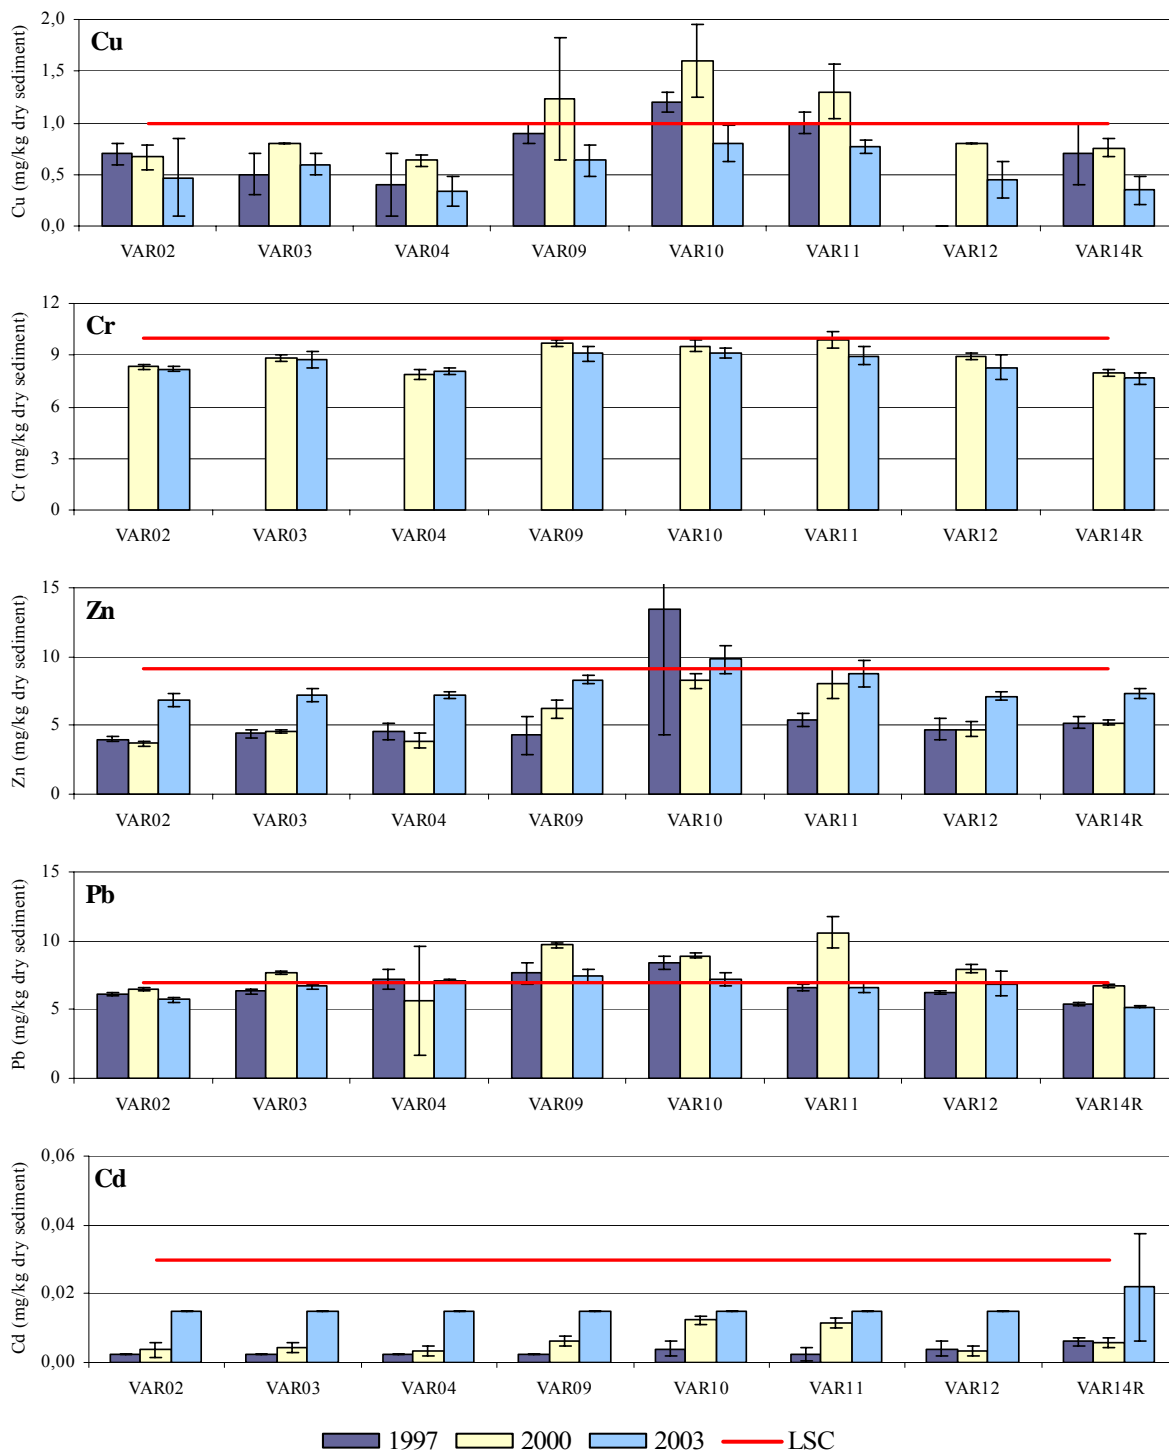 Cu
Cu (mg/kg dry sediment)
2,0
1,5
1,0
0,5
0,0
VAR02 VAR03 VAR04 VAR09 VAR10 VAR11 VAR12 VAR14R
Cr
Cr (mg/kg dry sediment)
12
9
6
3
0
VAR02 VAR03 VAR04 VAR09 VAR10 VAR11 VAR12 VAR14R
Zn
Zn (mg/kg dry sediment)
15
10
5
0
VAR02 VAR03 VAR04 VAR09 VAR10 VAR11 VAR12 VAR14R
Pb
Pb (mg/kg dry sediment)
15
10
5
0
VAR02 VAR03 VAR04 VAR09 VAR10 VAR11 VAR12 VAR14R
Cd
Cd (mg/kg dry sediment)
0,06
0,04
0,02
0,00
VAR02 VAR03 VAR04 VAR09 VAR10 VAR11 VAR12 VAR14R
1997 2000 2003 LSC